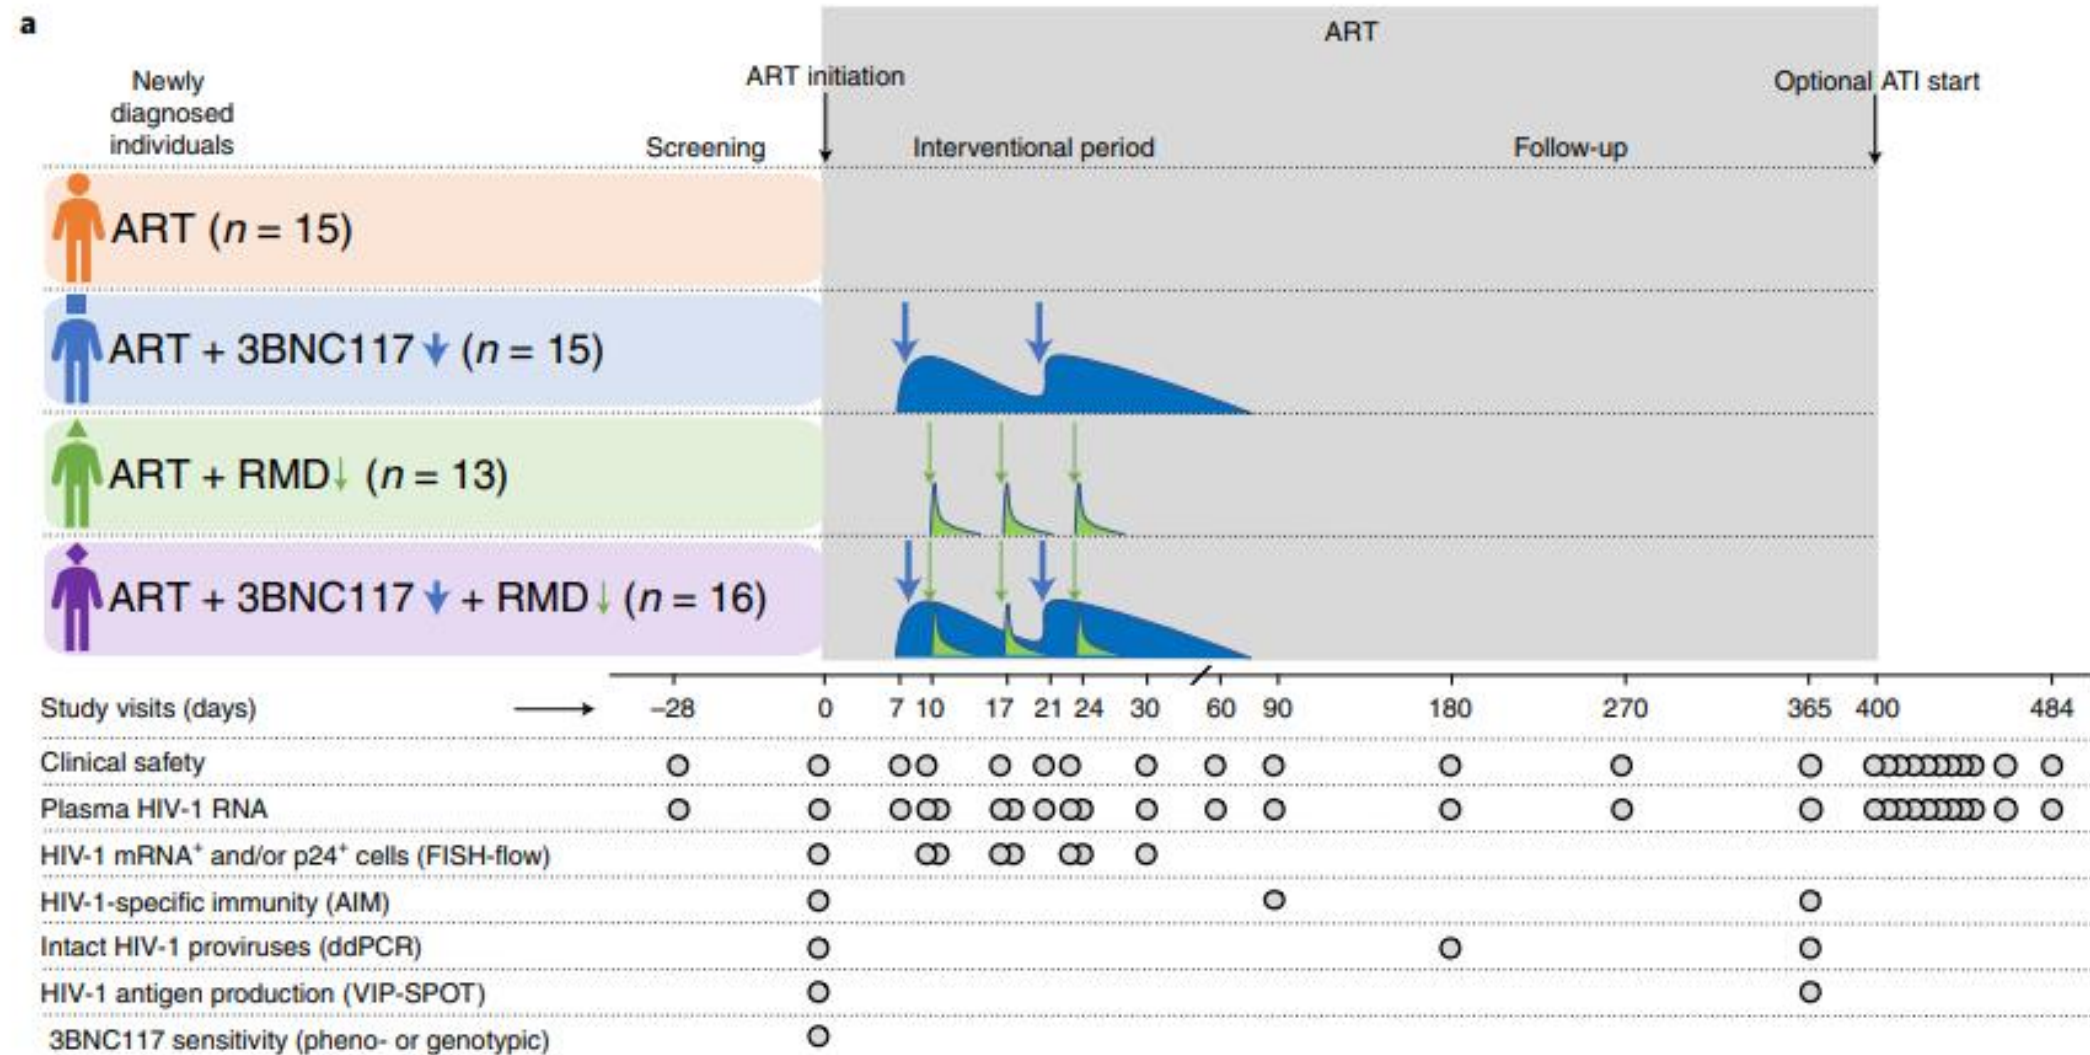 a
ART
Newly
diagnosed
individuals
ART initiation
Optional ATI start
Screening
Interventional period
Follow-up
ART (n = 15)
ART + 3BNC117 (n = 15)
ART + RMD↓ (n = 13)
ART + 3BNC117 + RMD↓ (n = 16)
Study visits (days) –28 0 7 10 17 21 24 30 60 90 180 270 365 400 484
Clinical safety
Plasma HIV-1 RNA
HIV-1 mRNA⁺ and/or p24⁺ cells (FISH-flow)
HIV-1-specific immunity (AIM)
Intact HIV-1 proviruses (ddPCR)
HIV-1 antigen production (VIP-SPOT)
3BNC117 sensitivity (pheno- or genotypic)